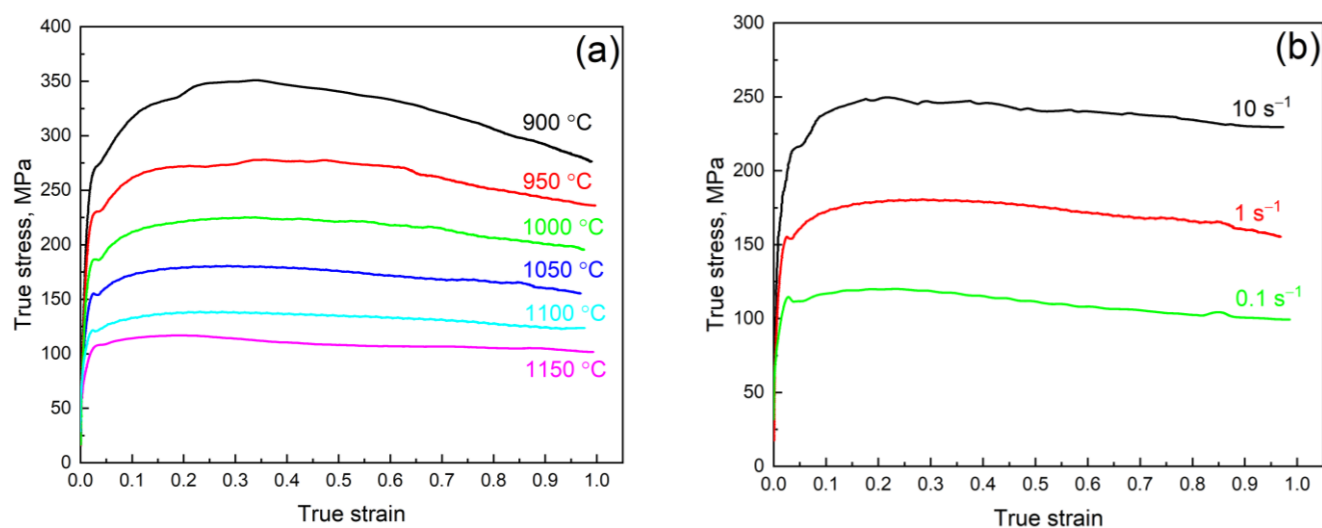 (a)
True stress, MPa
400
350
300
250
200
150
100
50
0
900 °C
950 °C
1000 °C
1050 °C
1100 °C
1150 °C
0.0 0.1 0.2 0.3 0.4 0.5 0.6 0.7 0.8 0.9 1.0
True strain
(b)
True stress, MPa
300
250
200
150
100
50
0
10 s⁻¹
1 s⁻¹
0.1 s⁻¹
0.0 0.1 0.2 0.3 0.4 0.5 0.6 0.7 0.8 0.9 1.0
True strain